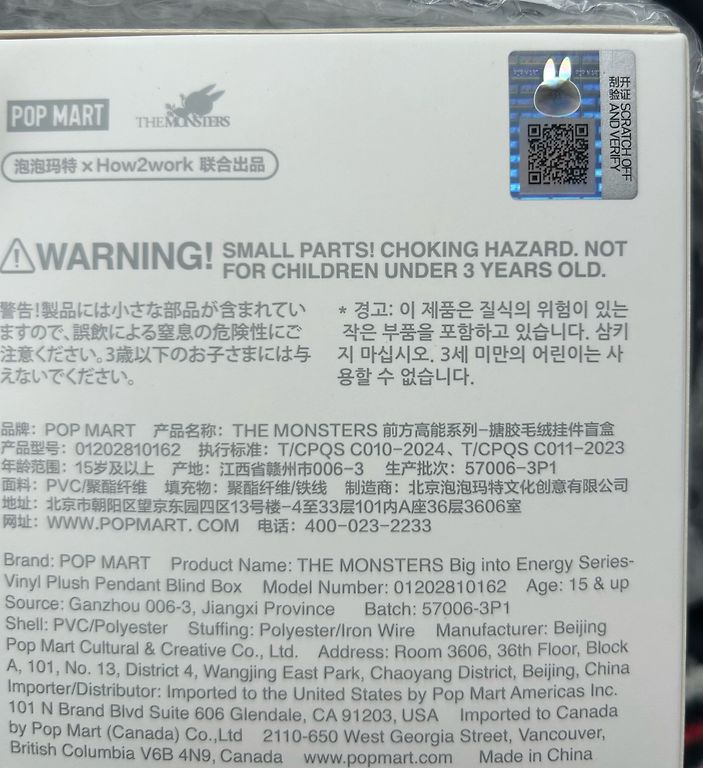 POP MART
THE MONSTERS
泡泡玛特 x How2work 联合出品
刮开验证 SCRATCH OFF AND VERIFY
WARNING! SMALL PARTS! CHOKING HAZARD. NOT
FOR CHILDREN UNDER 3 YEARS OLD.
警告!製品には小さな部品が含まれてい
ますので、誤飲による窒息の危険性にご
注意ください。3歳以下のお子さまには与
えないでください。
* 경고: 이 제품은 질식의 위험이 있는
작은 부품을 포함하고 있습니다. 삼키
지 마십시오. 3세 미만의 어린이는 사
용할 수 없습니다.
品牌: POP MART 产品名称: THE MONSTERS 前方高能系列-搪胶毛绒挂件盲盒
产品型号: 01202810162 执行标准: T/CPQS C010-2024、T/CPQS C011-2023
年龄范围: 15岁及以上 产地: 江西省赣州市006-3 生产批次: 57006-3P1
面料: PVC/聚酯纤维 填充物: 聚酯纤维/铁线 制造商: 北京泡泡玛特文化创意有限公司
地址: 北京市朝阳区望京东园四区13号楼-4至33层101内A座36层3606室
网址: WWW.POPMART.COM 电话: 400-023-2233
Brand: POP MART Product Name: THE MONSTERS Big into Energy Series-
Vinyl Plush Pendant Blind Box Model Number: 01202810162 Age: 15 & up
Source: Ganzhou 006-3, Jiangxi Province Batch: 57006-3P1
Shell: PVC/Polyester Stuffing: Polyester/Iron Wire Manufacturer: Beijing
Pop Mart Cultural & Creative Co., Ltd. Address: Room 3606, 36th Floor, Block
A, 101, No. 13, District 4, Wangjing East Park, Chaoyang District, Beijing, China
Importer/Distributor: Imported to the United States by Pop Mart Americas Inc.
101 N Brand Blvd Suite 606 Glendale, CA 91203, USA Imported to Canada
by Pop Mart (Canada) Co.,Ltd 2110-650 West Georgia Street, Vancouver,
British Columbia V6B 4N9, Canada www.popmart.com Made in China